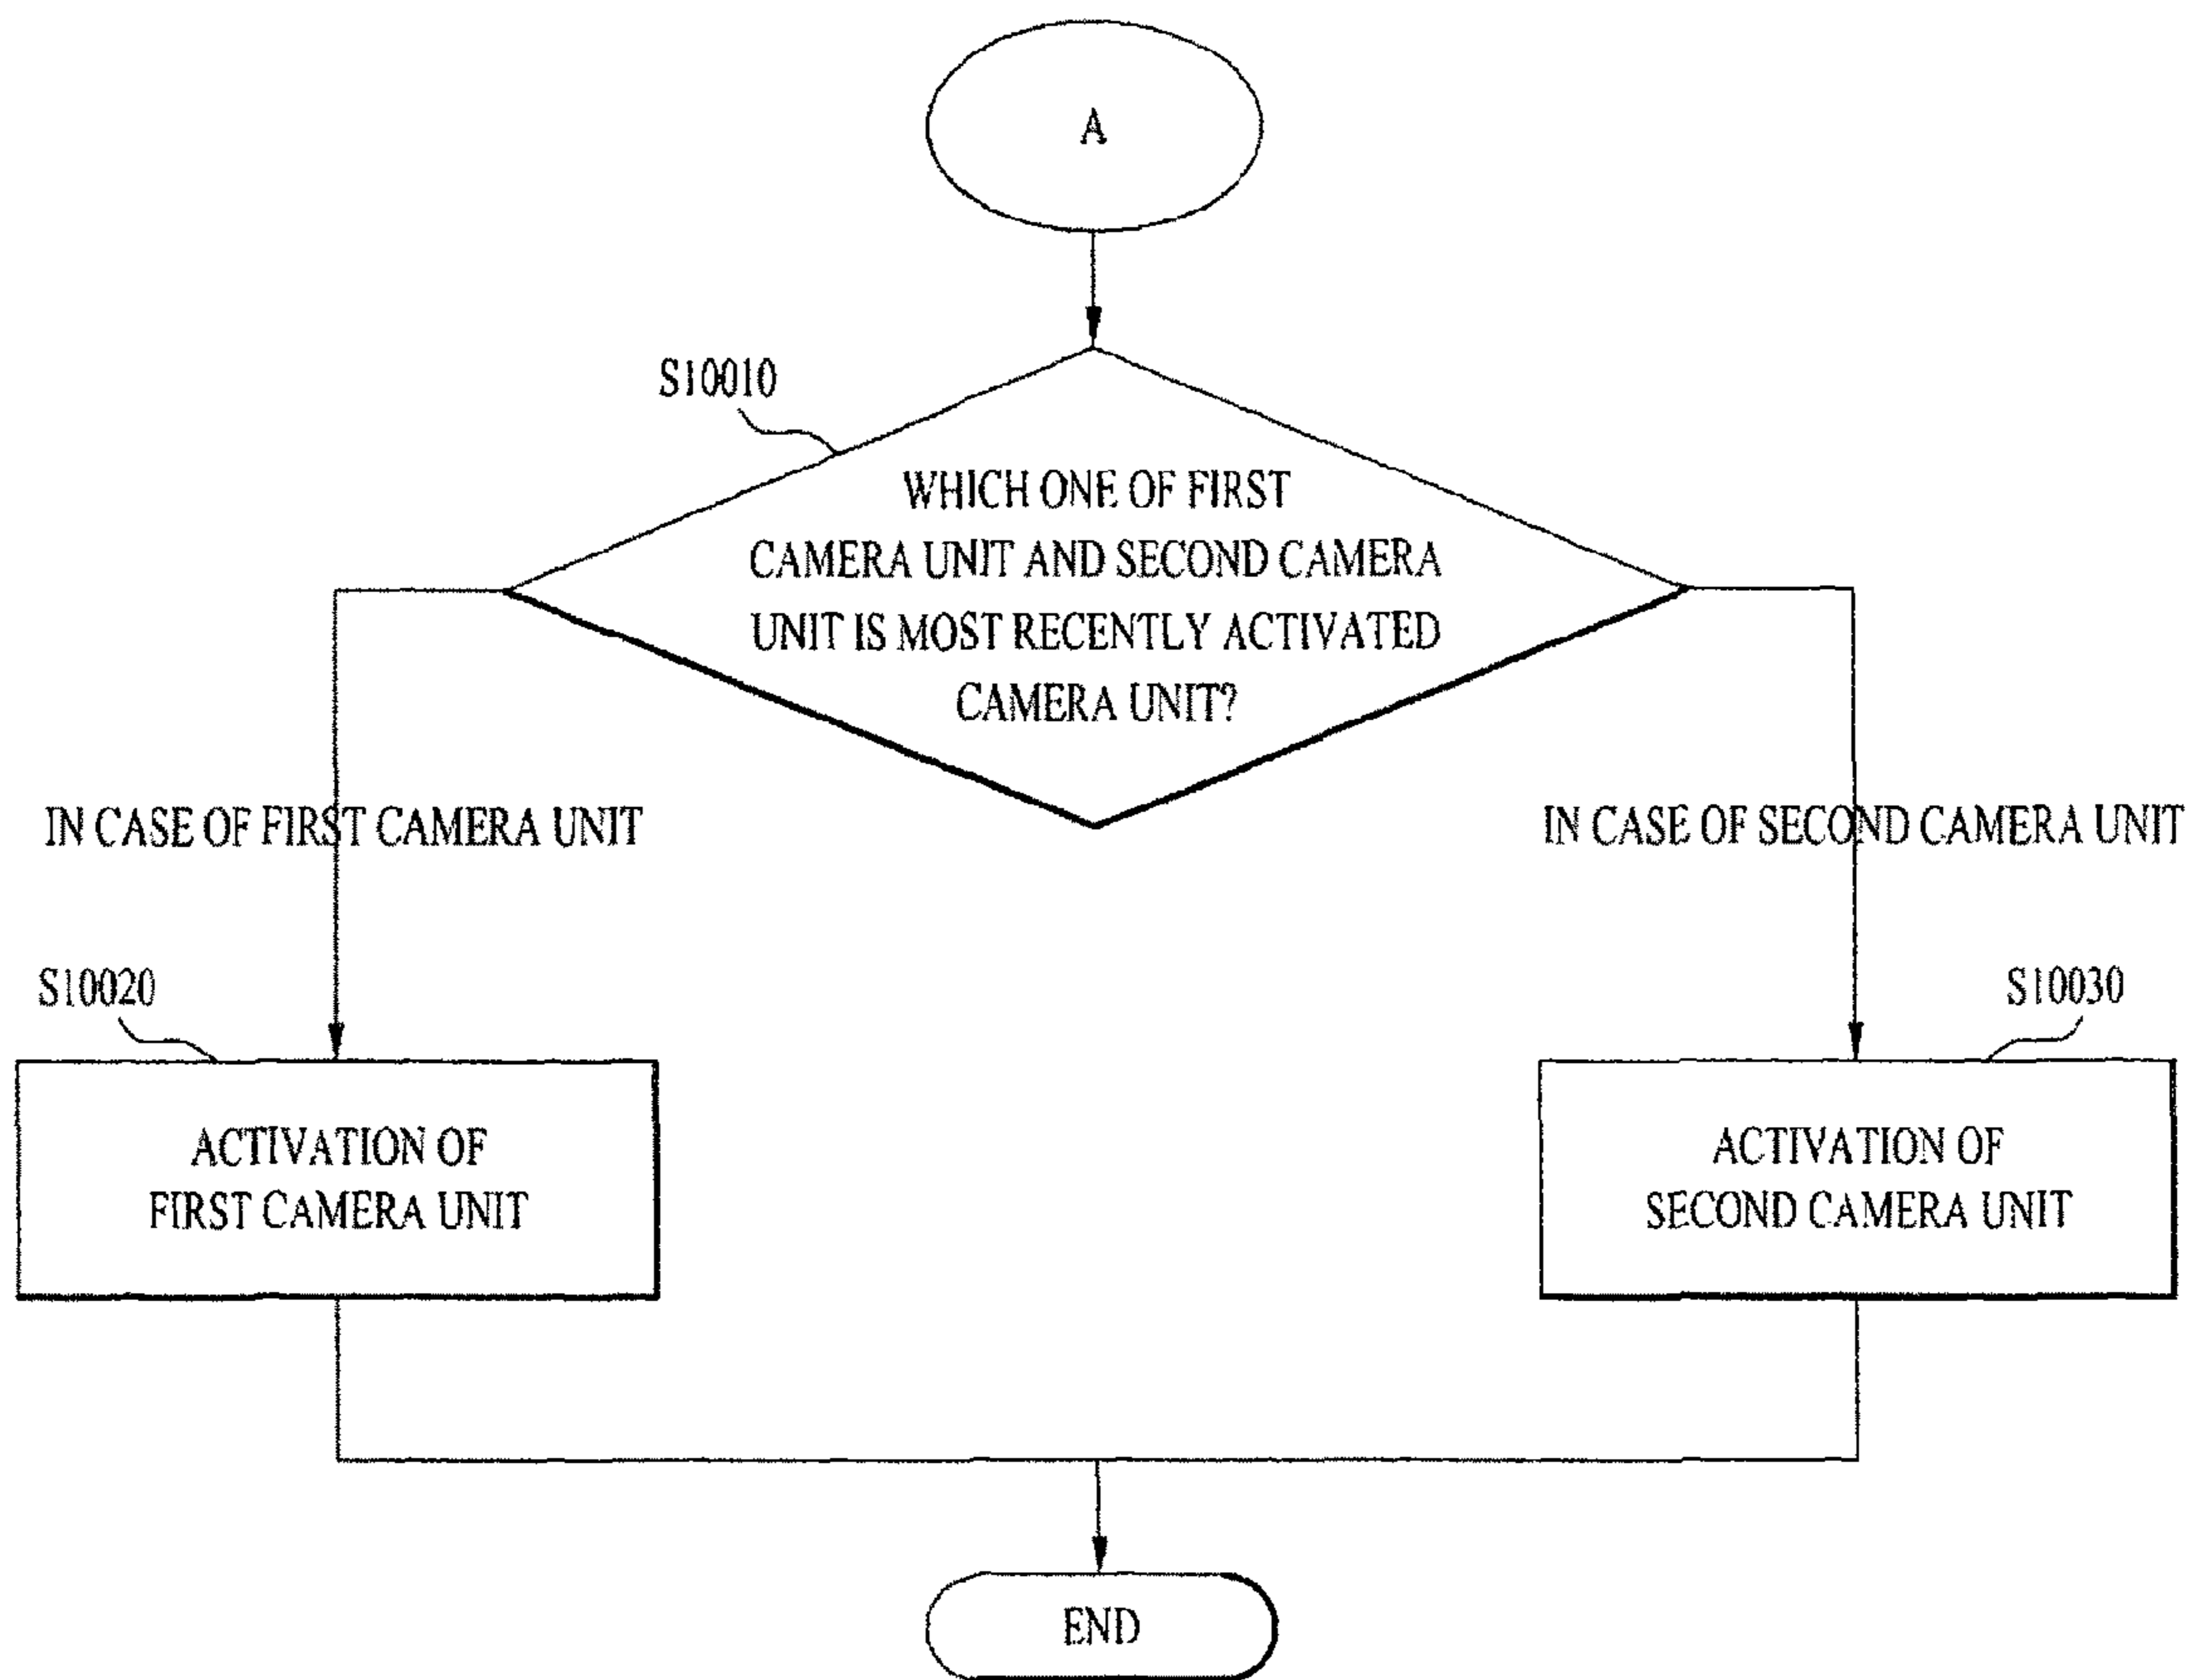 A
S10010
WHICH ONE OF FIRST
CAMERA UNIT AND SECOND CAMERA
UNIT IS MOST RECENTLY ACTIVATED
CAMERA UNIT?
IN CASE OF FIRST CAMERA UNIT
IN CASE OF SECOND CAMERA UNIT
S10020
S10030
ACTIVATION OF
FIRST CAMERA UNIT
ACTIVATION OF
SECOND CAMERA UNIT
END